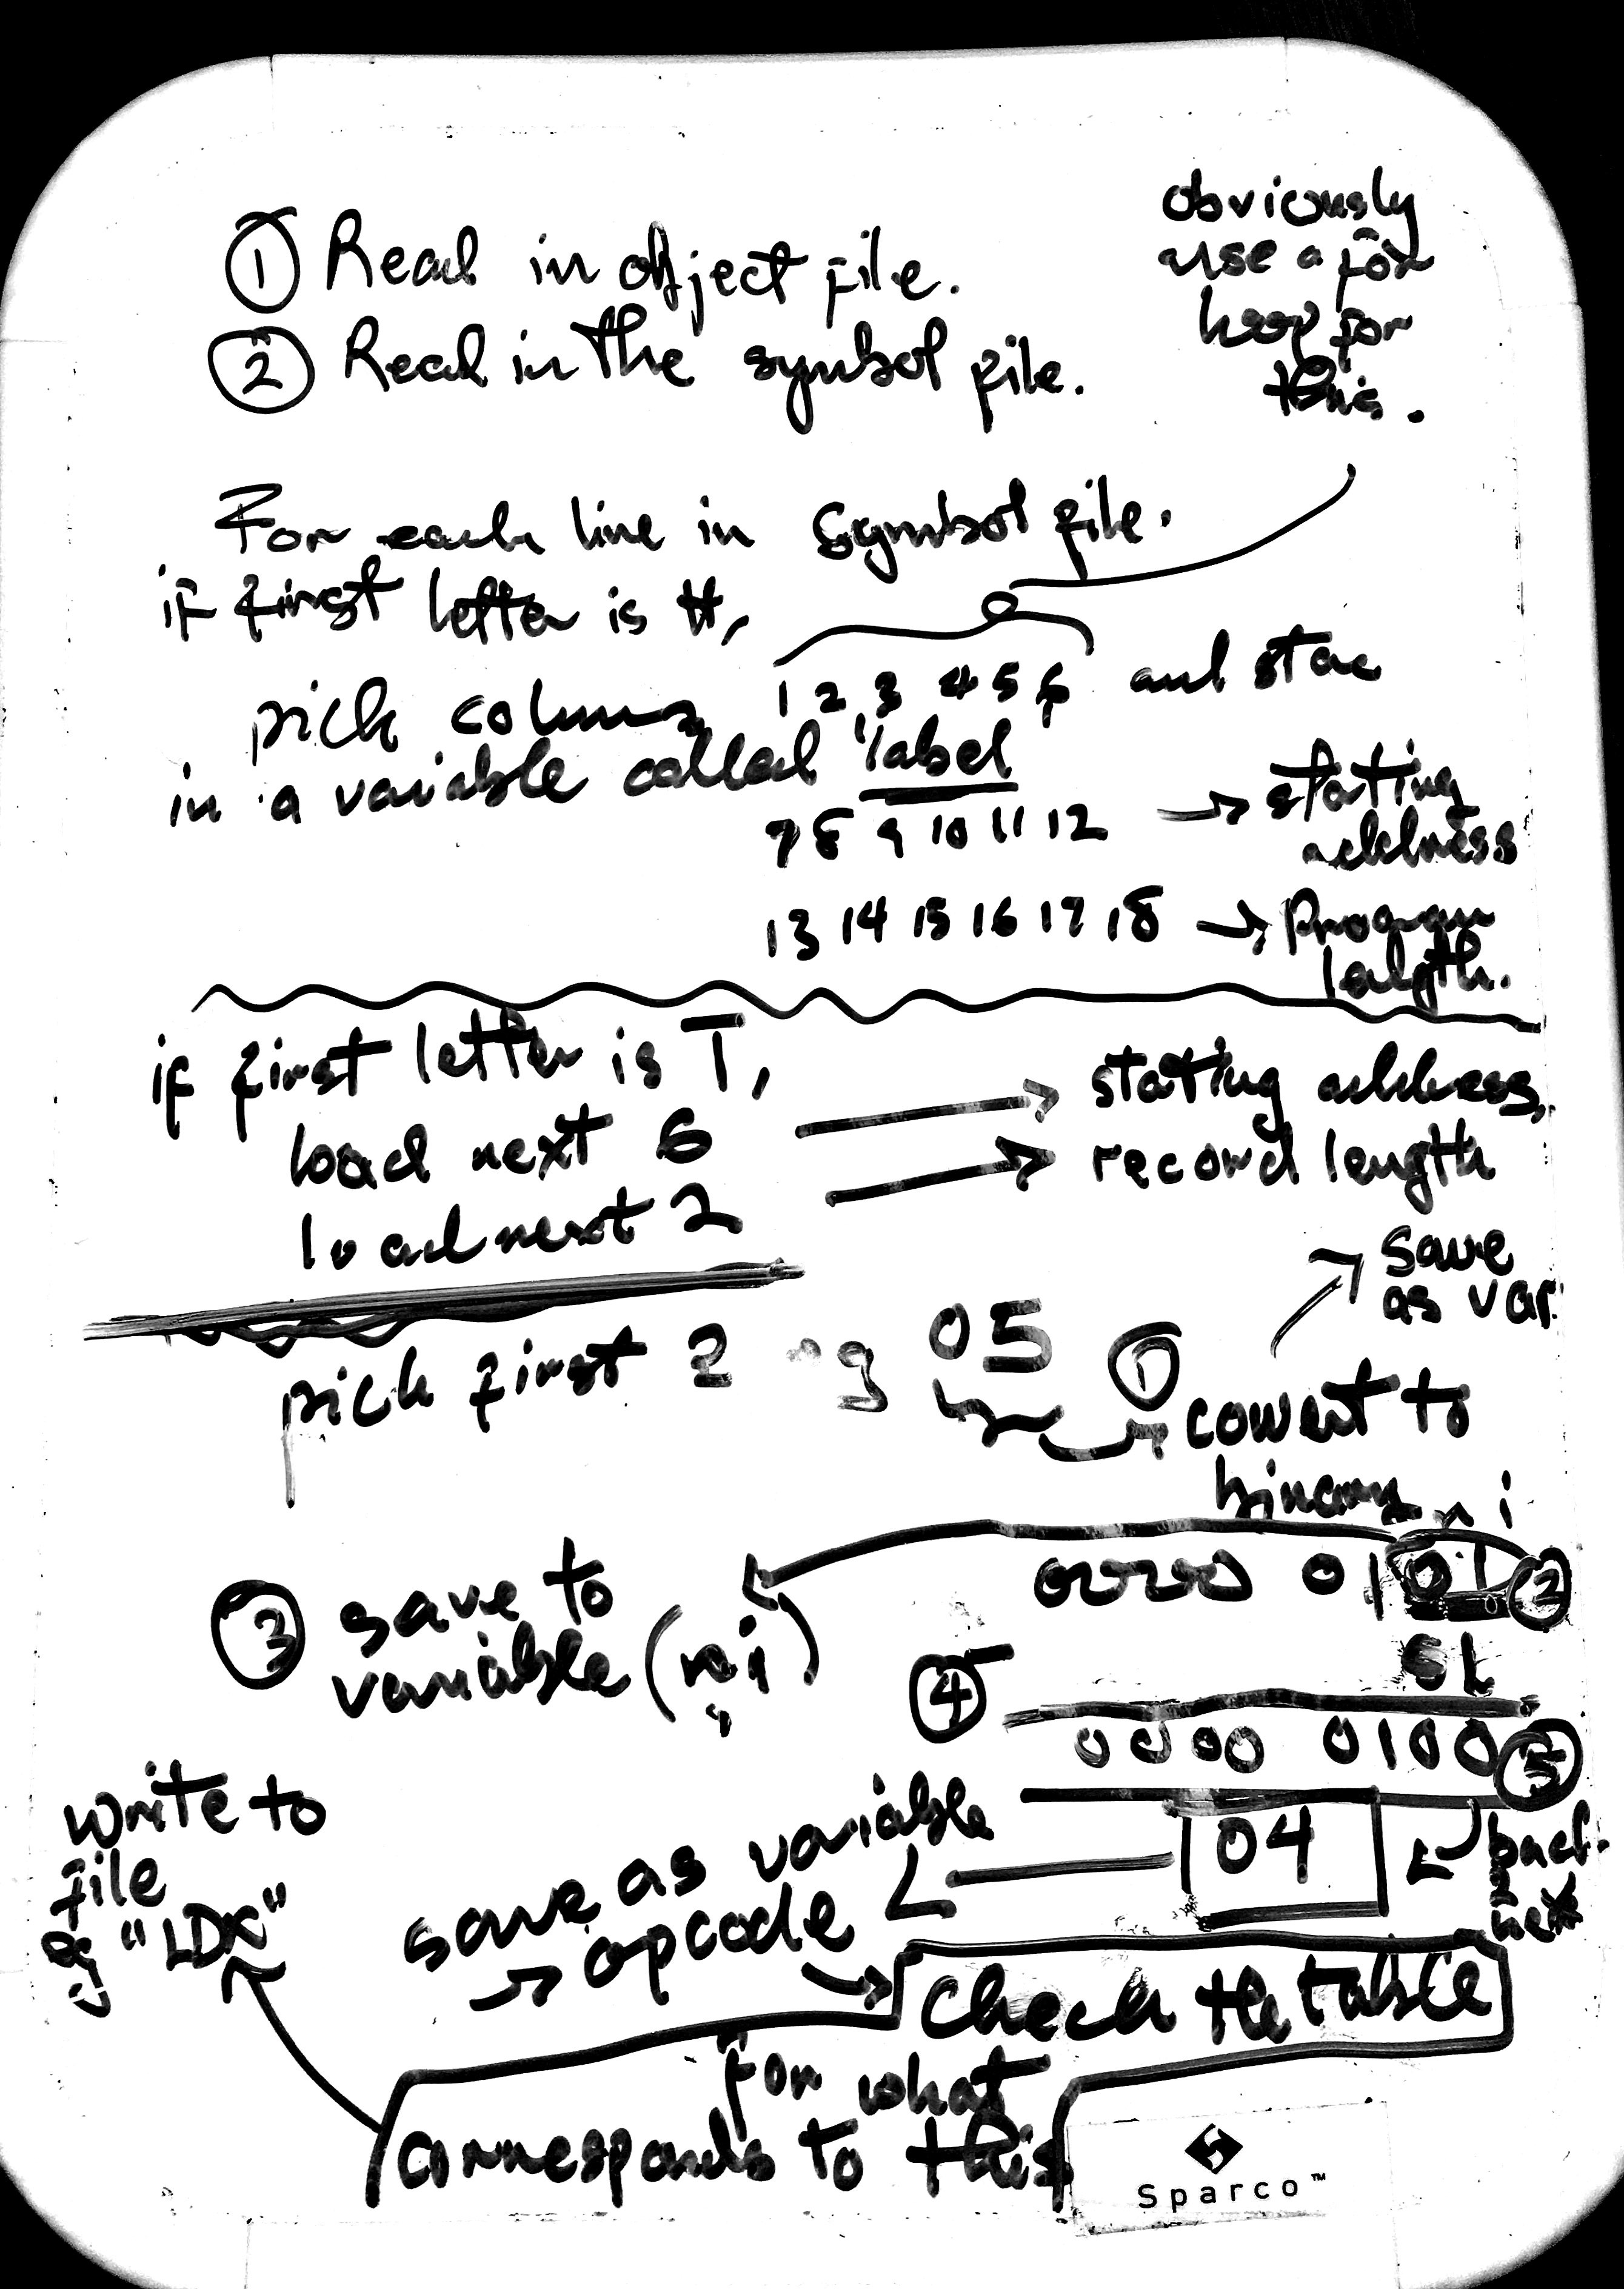 ① Read in object file.
② Read in the symbol file.
obviously
use a for
loop for
this.
For each line in symbol file.
if first letter is H,
pick columns 1 2 3 4 5 6 and store
in a variable called "label
7 8 9 10 11 12 → stating
address
13 14 15 16 17 18 → Program
length.
if first letter is T,
load next 6 → stating address,
load next 2 → record length
pick first 2 eg 05
① convert to
binary
→ save
as var.
n i
0000 0101 ②
③ save to
variable (n,i)
④
0000 0100 ⑤
04
back
hex
save as variable
→ opcode →
Check the table
for what
corresponds to this
write to
file
eg "LDX"
Sparco™